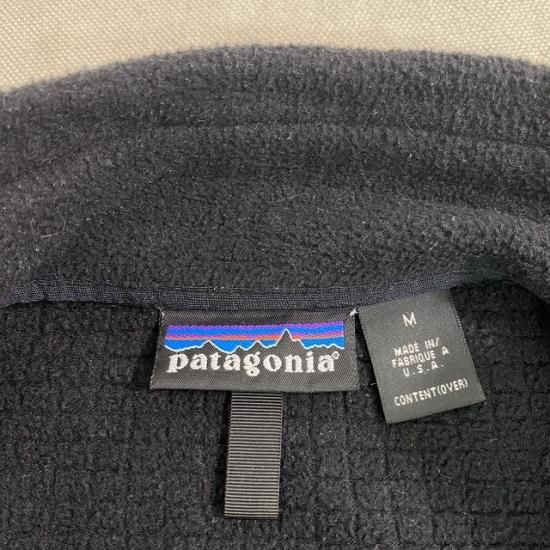 patagonia®
M
MADE IN/
FABRIQUE A
U.S.A.
CONTENT(OVER)